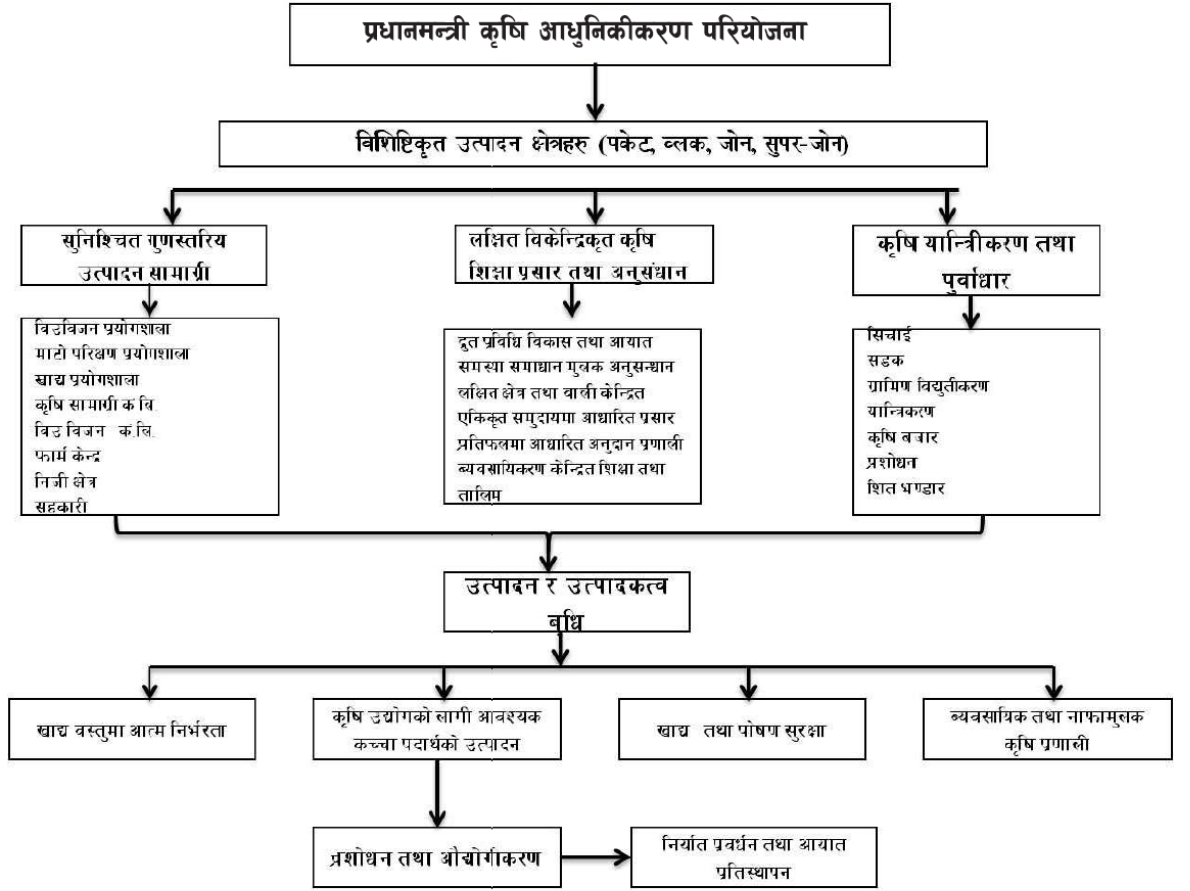 प्रधानमन्त्री कृषि आधुनिकीकरण परियोजना
विशिष्टिकृत उत्पादन क्षेत्रहरु (पकेट, व्लक, जोन, सुपर-जोन)
सुनिश्चित गुणस्तरिय
उत्पादन सामाग्री
लक्षित विकेन्द्रिकृत कृषि
शिक्षा प्रसार तथा अनुसंधान
कृषि यान्त्रीकरण तथा
पुर्वाधार
विउविजन प्रयोगशाला
माटो परिक्षण प्रयोगशाला
खाद्य प्रयोगशाला
कृषि सामाग्री क.वि.
विउ विजन क.लि.
फार्म केन्द्र
निजी क्षेत्र
सहकारी
द्रुत प्रविधि विकास तथा आयात
समस्या समाधान मुलक अनुसन्धान
लक्षित क्षेत्र तथा वाली केन्द्रित
एकिकृत समुदायमा आधारित प्रसार
प्रतिफलमा आधारित अनुदान प्रणाली
ब्यवसायिकरण केन्द्रित शिक्षा तथा
तालिम
सिचाई
सडक
ग्रामिण विद्युतीकरण
यान्त्रिकरण
कृषि बजार
प्रशोधन
शित भण्डार
उत्पादन र उत्पादकत्व
बृधि
खाद्य वस्तुमा आत्म निर्भरता
कृषि उद्योगको लागी आवश्यक
कच्चा पदार्थको उत्पादन
खाद्य तथा पोषण सुरक्षा
ब्यवसायिक तथा नाफामुलक
कृषि प्रणाली
प्रशोधन तथा औद्योगीकरण
निर्यात प्रवर्धन तथा आयात
प्रतिस्थापन